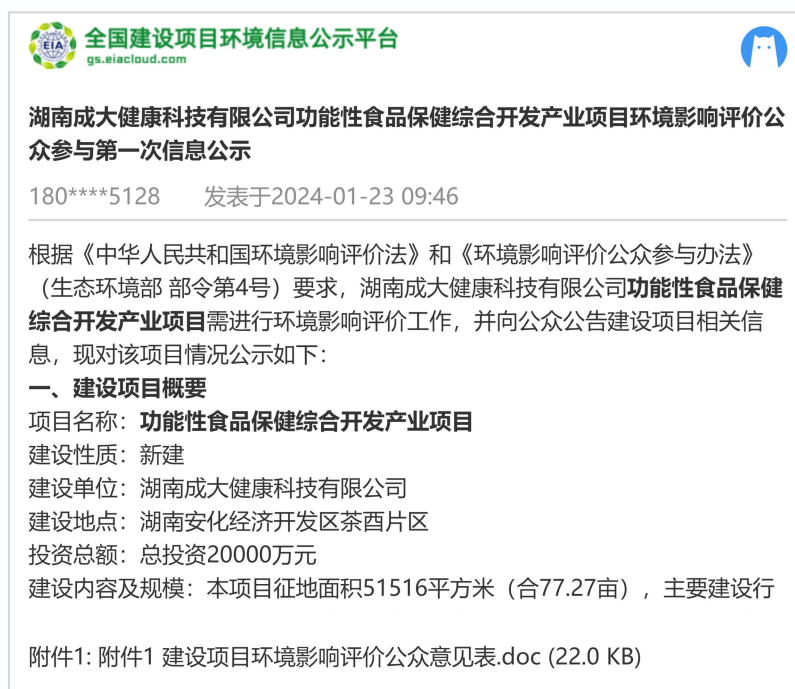 EIA
全国建设项目环境信息公示平台
gs.eiacloud.com
湖南成大健康科技有限公司功能性食品保健综合开发产业项目环境影响评价公
众参与第一次信息公示
180****5128 发表于2024-01-23 09:46
根据《中华人民共和国环境影响评价法》和《环境影响评价公众参与办法》
（生态环境部 部令第4号）要求，湖南成大健康科技有限公司功能性食品保健
综合开发产业项目需进行环境影响评价工作，并向公众公告建设项目相关信
息，现对该项目情况公示如下：
一、建设项目概要
项目名称：功能性食品保健综合开发产业项目
建设性质：新建
建设单位：湖南成大健康科技有限公司
建设地点：湖南安化经济开发区茶酉片区
投资总额：总投资20000万元
建设内容及规模：本项目征地面积51516平方米（合77.27亩），主要建设行
附件1: 附件1 建设项目环境影响评价公众意见表.doc (22.0 KB)